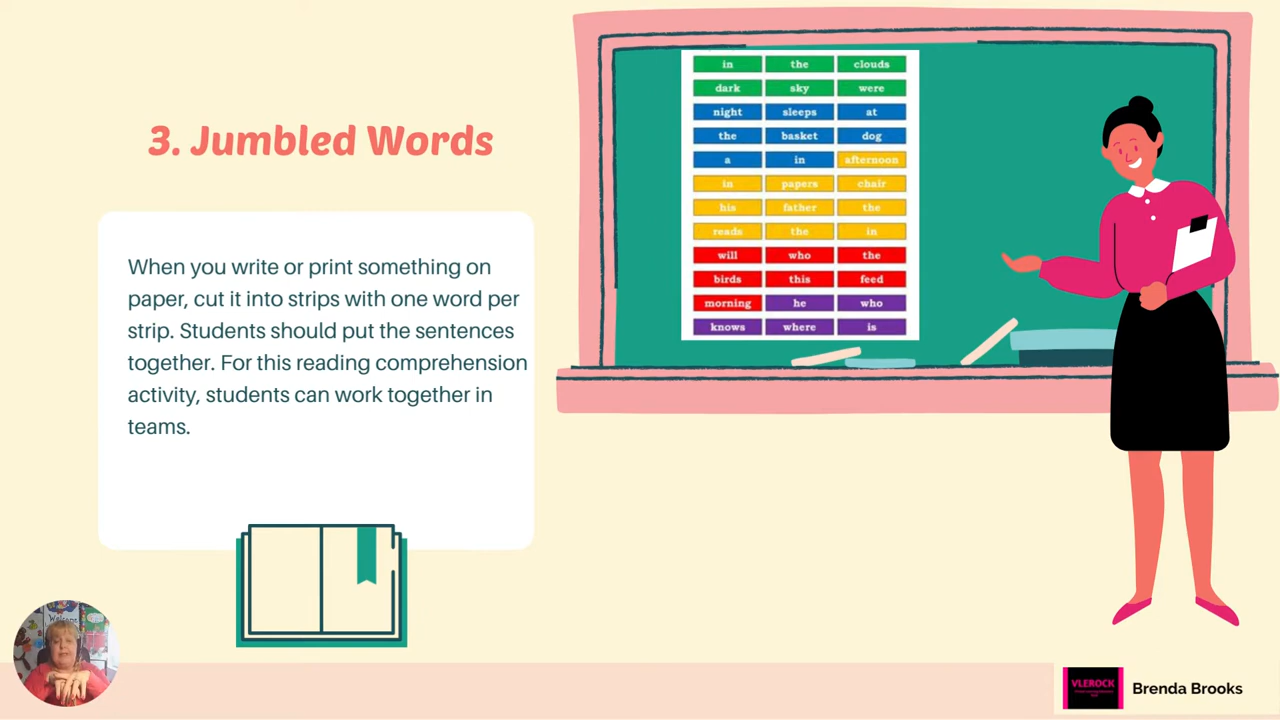 3. Jumbled Words
When you write or print something on
paper, cut it into strips with one word per
strip. Students should put the sentences
together. For this reading comprehension
activity, students can work together in
teams.
in the clouds
dark sky were
night sleeps at
the basket dog
a in afternoon
in papers chair
his father the
reads the in
will who the
birds this feed
morning he who
knows where is
VLEROCK
Brenda Brooks